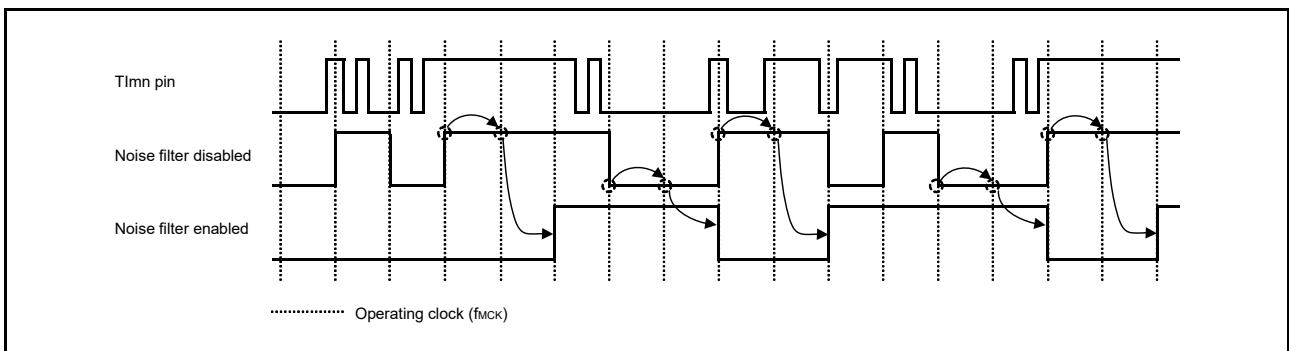 TImn pin
Noise filter disabled
Noise filter enabled
Operating clock (fMCK)